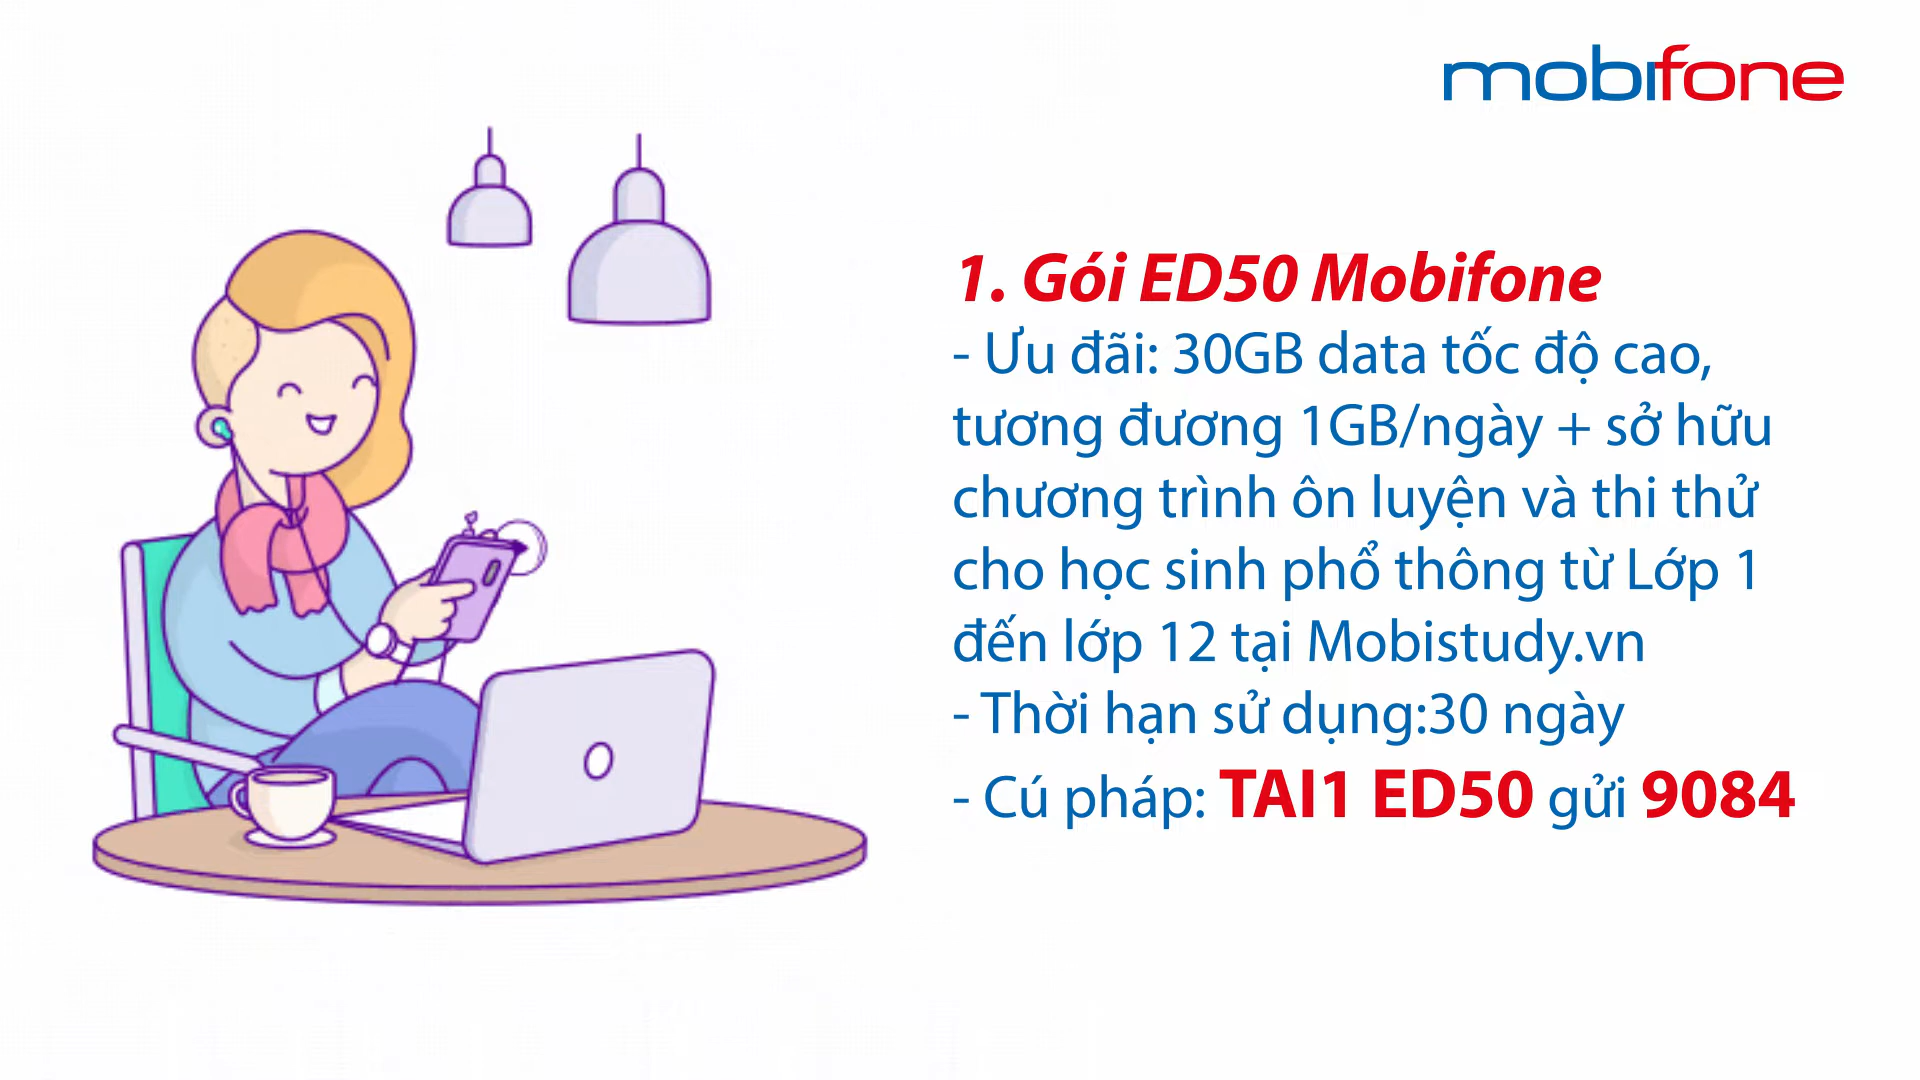 mobifone
1. Gói ED50 Mobifone
- Ưu đãi: 30GB data tốc độ cao,
tương đương 1GB/ngày + sở hữu
chương trình ôn luyện và thi thử
cho học sinh phổ thông từ Lớp 1
đến lớp 12 tại Mobistudy.vn
- Thời hạn sử dụng:30 ngày
- Cú pháp: TAI1 ED50 gửi 9084